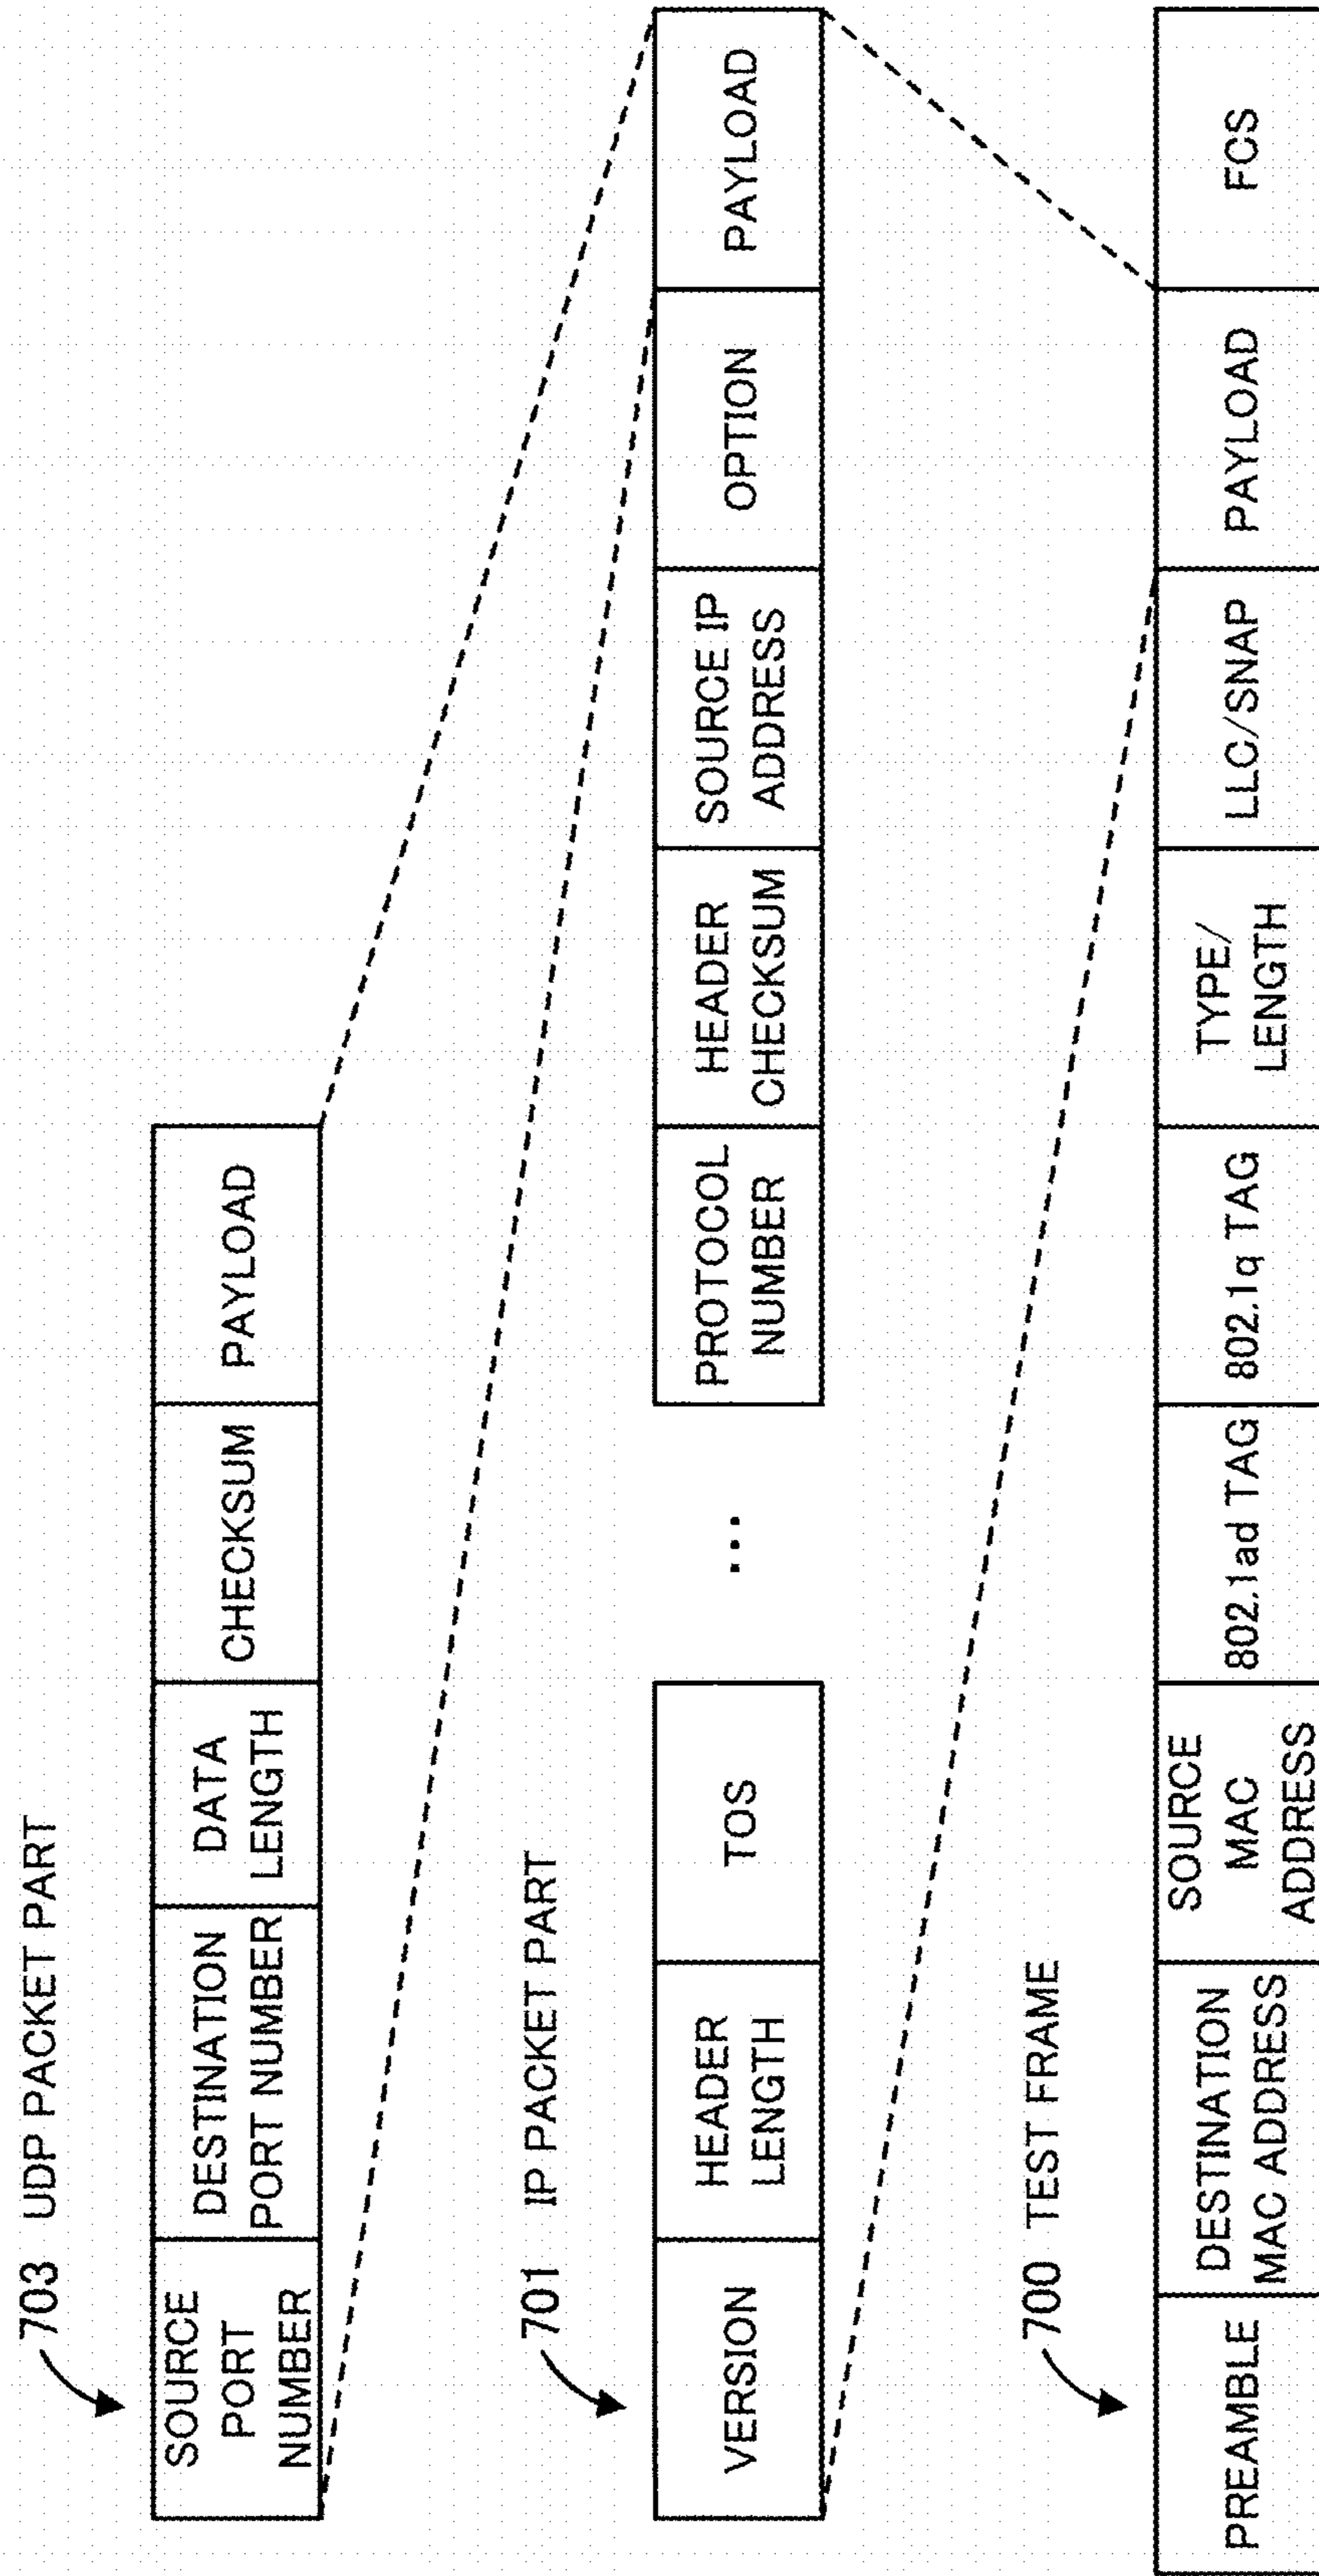 703 UDP PACKET PART
SOURCE
PORT
NUMBER
DESTINATION
PORT NUMBER
DATA
LENGTH
CHECKSUM
PAYLOAD
701 IP PACKET PART
VERSION
HEADER
LENGTH
TOS
...
PROTOCOL
NUMBER
HEADER
CHECKSUM
SOURCE IP
ADDRESS
OPTION
PAYLOAD
700 TEST FRAME
PREAMBLE
DESTINATION
MAC ADDRESS
SOURCE
MAC
ADDRESS
802.1ad TAG
802.1q TAG
TYPE/
LENGTH
LLC/SNAP
PAYLOAD
FCS